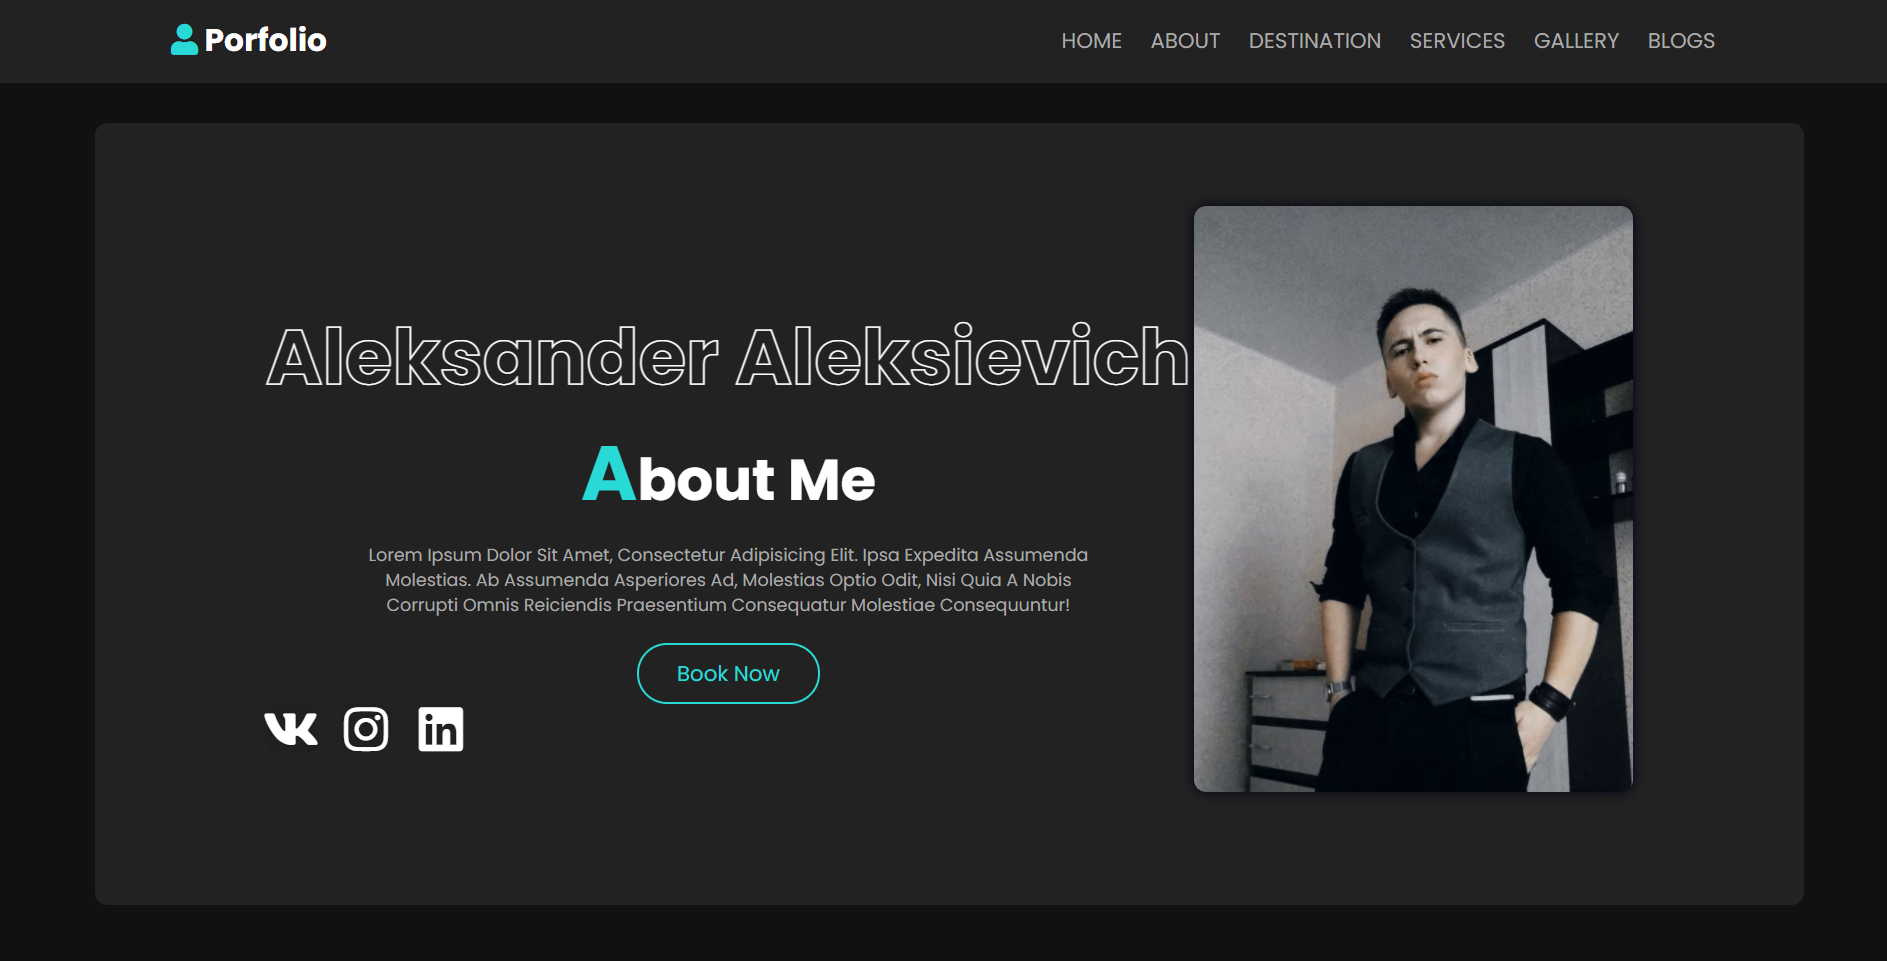 Porfolio
HOME ABOUT DESTINATION SERVICES GALLERY BLOGS
Aleksander Aleksievich
About Me
Lorem Ipsum Dolor Sit Amet, Consectetur Adipisicing Elit. Ipsa Expedita Assumenda
Molestias. Ab Assumenda Asperiores Ad, Molestias Optio Odit, Nisi Quia A Nobis
Corrupti Omnis Reiciendis Praesentium Consequatur Molestiae Consequuntur!
Book Now